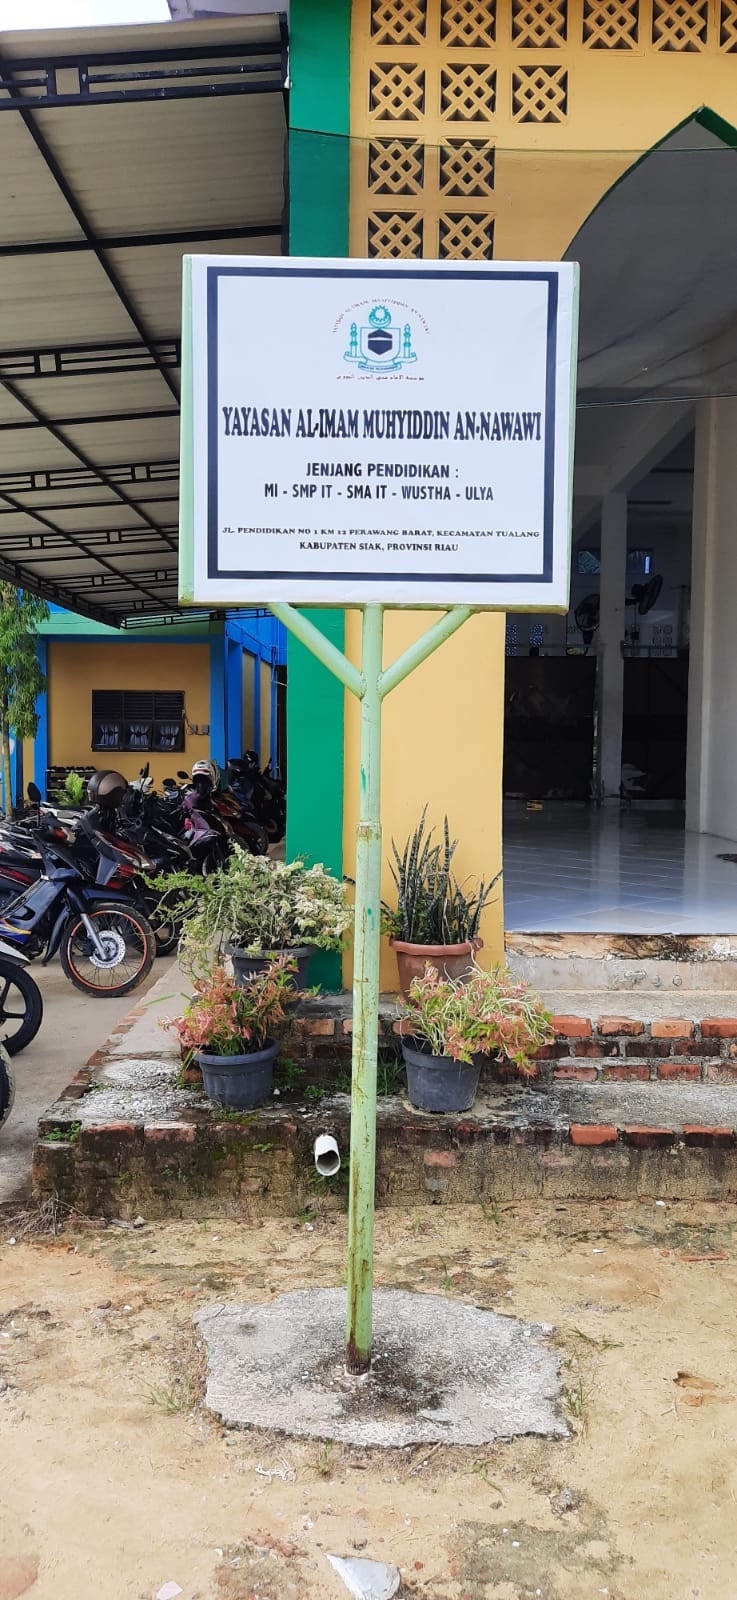 YAYASAN AL-IMAM MUHYIDDIN AN-NAWAWI
JENJANG PENDIDIKAN :
MI - SMP IT - SMA IT - WUSTHA - ULYA
JL. PENDIDIKAN NO 1 KM 12 PERAWANG BARAT, KECAMATAN TUALANG
KABUPATEN SIAK, PROVINSI RIAU